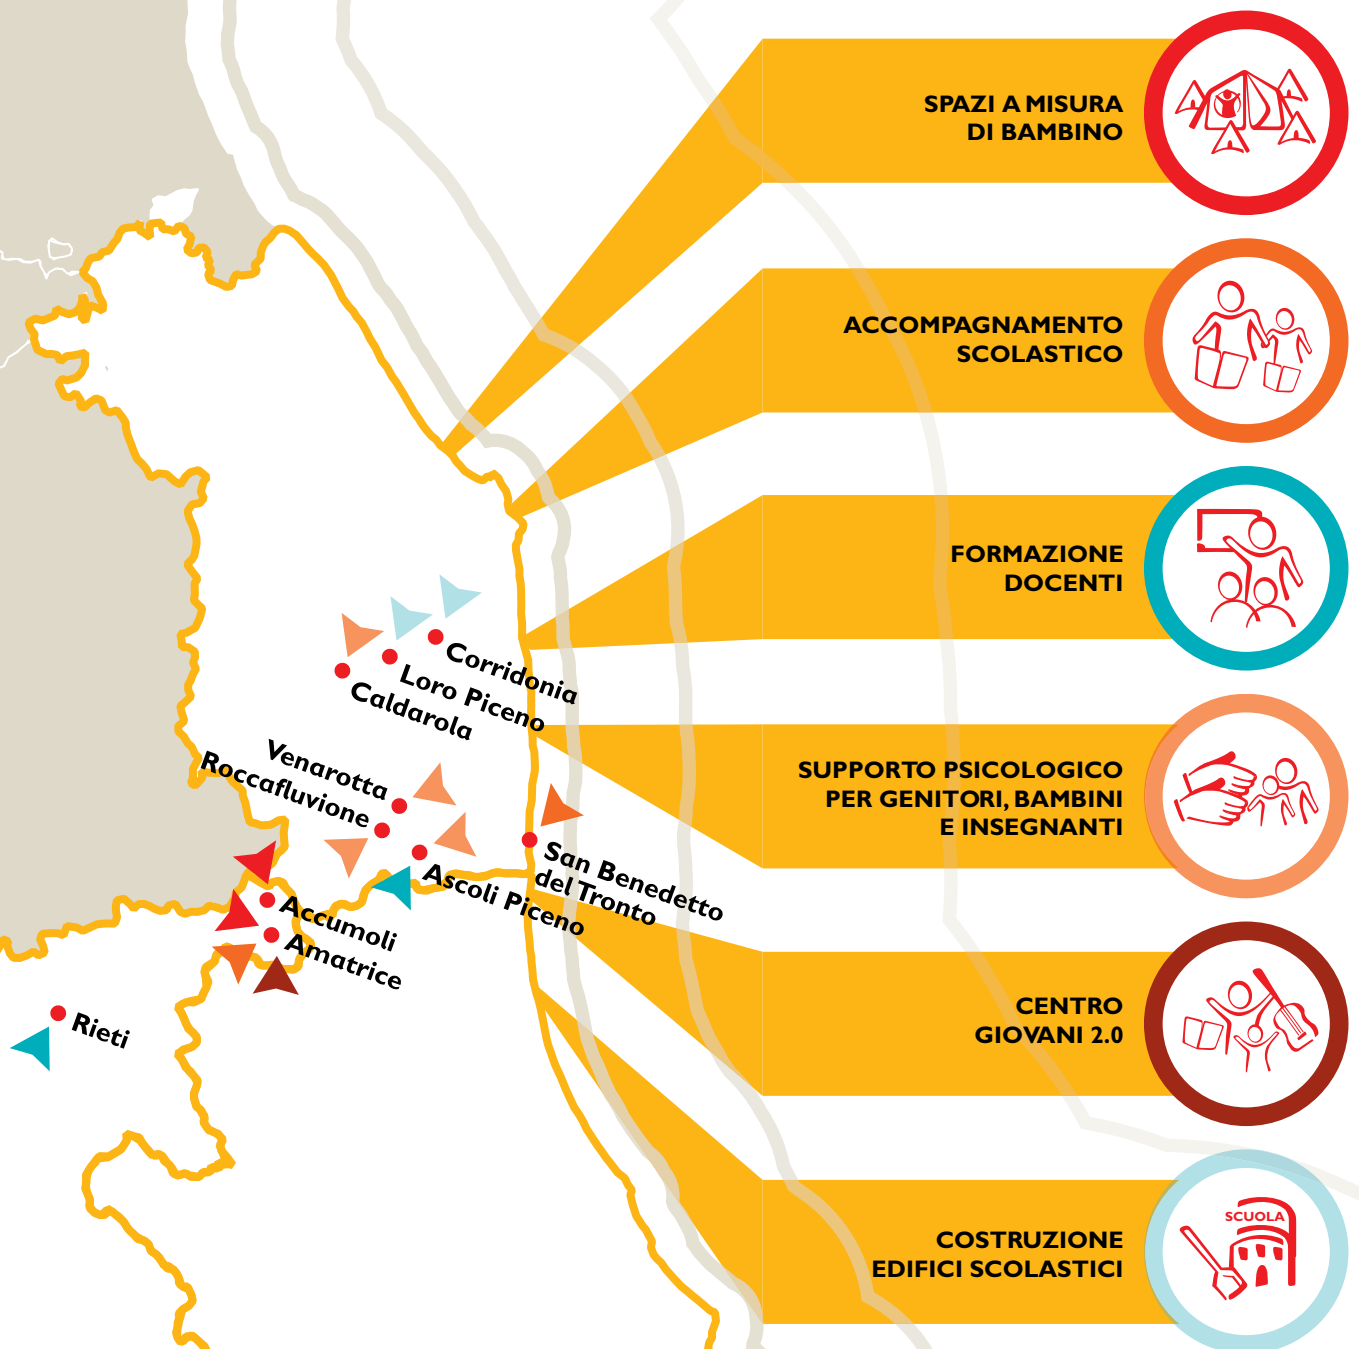 SPAZI A MISURA
DI BAMBINO
ACCOMPAGNAMENTO
SCOLASTICO
FORMAZIONE
DOCENTI
Corridonia
Loro Piceno
Caldarola
Venarotta
Roccafluvione
SUPPORTO PSICOLOGICO
PER GENITORI, BAMBINI
E INSEGNANTI
San Benedetto
del Tronto
Ascoli Piceno
Accumoli
Amatrice
Rieti
CENTRO
GIOVANI 2.0
SCUOLA
COSTRUZIONE
EDIFICI SCOLASTICI